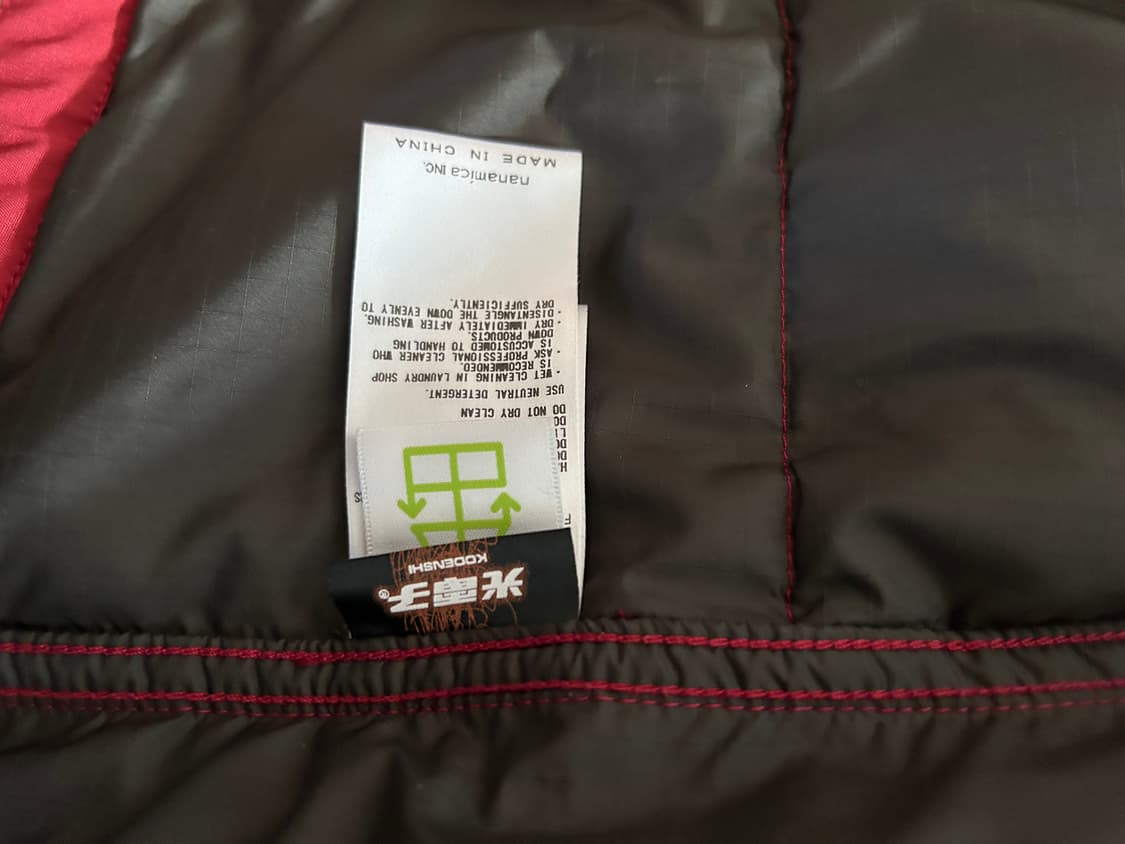 光電子®
KODENSHI
DO NOT DRY CLEAN
USE NEUTRAL DETERGENT.
・WET CLEANING IN LAUNDRY SHOP
IS RECOMMENDED.
・ASK PROFESSIONAL CLEANER WHO
IS ACCUSTOMED TO HANDLING
DOWN PRODUCTS.
・DRY IMMEDIATELY AFTER WASHING.
・DISENTANGLE THE DOWN EVENLY TO
DRY SUFFICIENTLY.
nanamica INC.
MADE IN CHINA